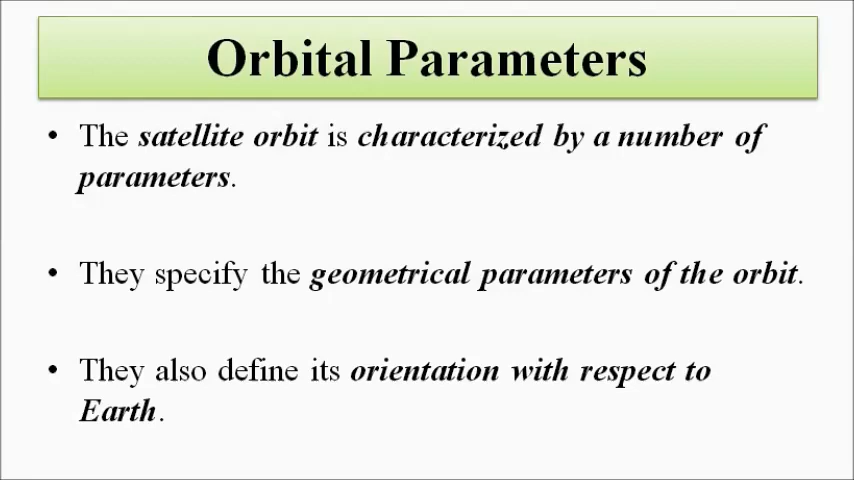 Orbital Parameters
• The satellite orbit is characterized by a number of
parameters.
• They specify the geometrical parameters of the orbit.
• They also define its orientation with respect to
Earth.